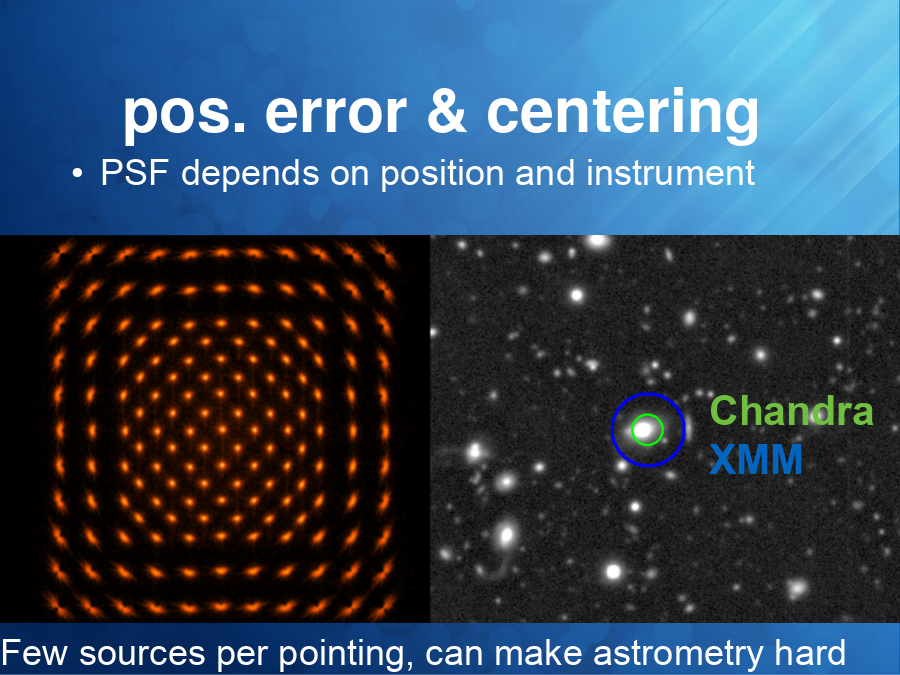 pos. error & centering
• PSF depends on position and instrument
Chandra
XMM
Few sources per pointing, can make astrometry hard